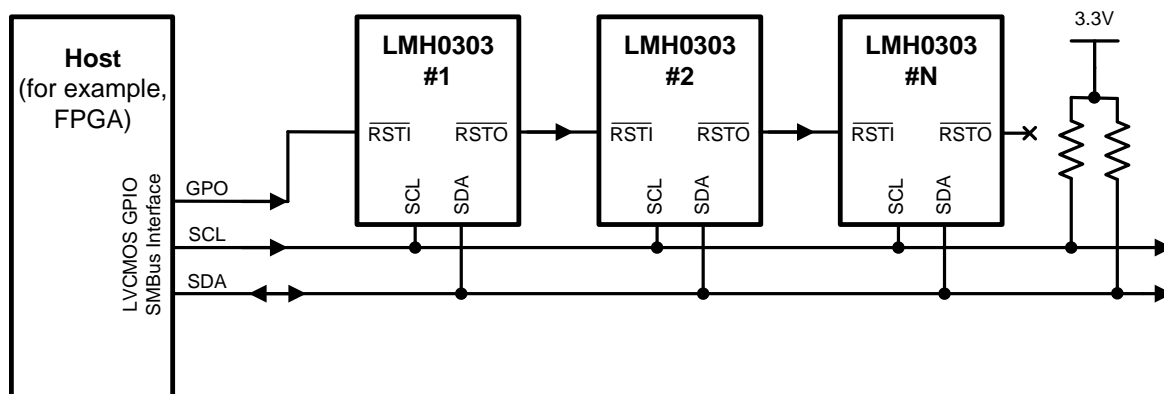 Host
(for example,
FPGA)
LVCMOS GPIO
SMBus Interface
GPO
SCL
SDA
LMH0303
#1
RSTI
RSTO
SCL
SDA
LMH0303
#2
RSTI
RSTO
SCL
SDA
LMH0303
#N
RSTI
RSTO
SCL
SDA
3.3V